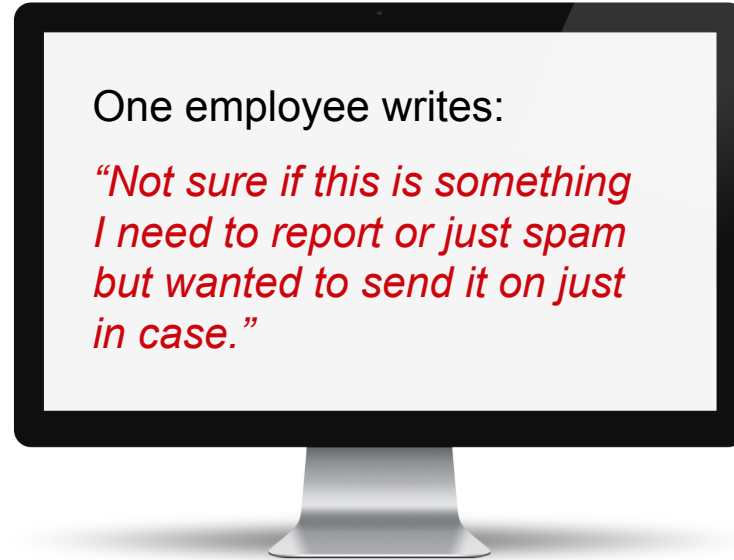 One employee writes:
“Not sure if this is something
I need to report or just spam
but wanted to send it on just
in case.”